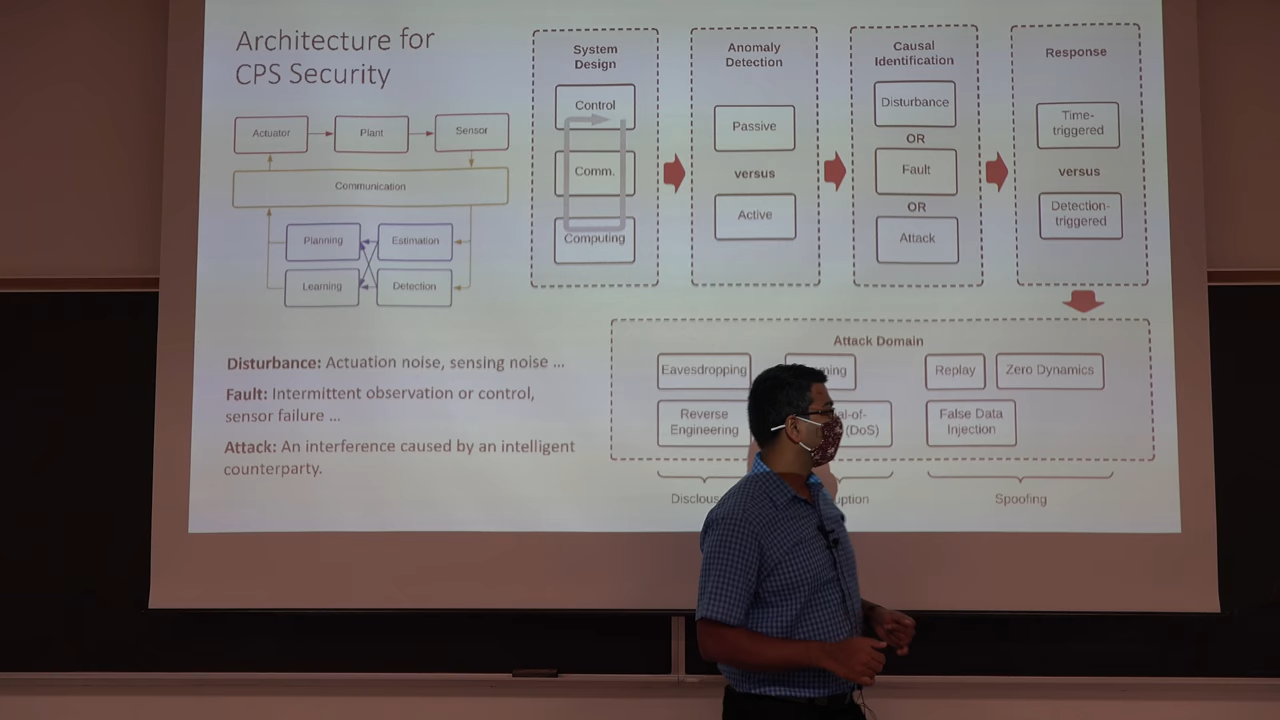 Architecture for
CPS Security
Actuator
Plant
Sensor
Communication
Planning
Estimation
Learning
Detection
Disturbance: Actuation noise, sensing noise ...
Fault: Intermittent observation or control,
sensor failure ...
Attack: An interference caused by an intelligent
counterparty.
System
Design
Control
Comm.
Computing
Anomaly
Detection
Passive
versus
Active
Causal
Identification
Disturbance
OR
Fault
OR
Attack
Response
Time-
triggered
versus
Detection-
triggered
Attack Domain
Eavesdropping
Replay
Zero Dynamics
Reverse
Engineering
(DoS)
False Data
Injection
Spoofing